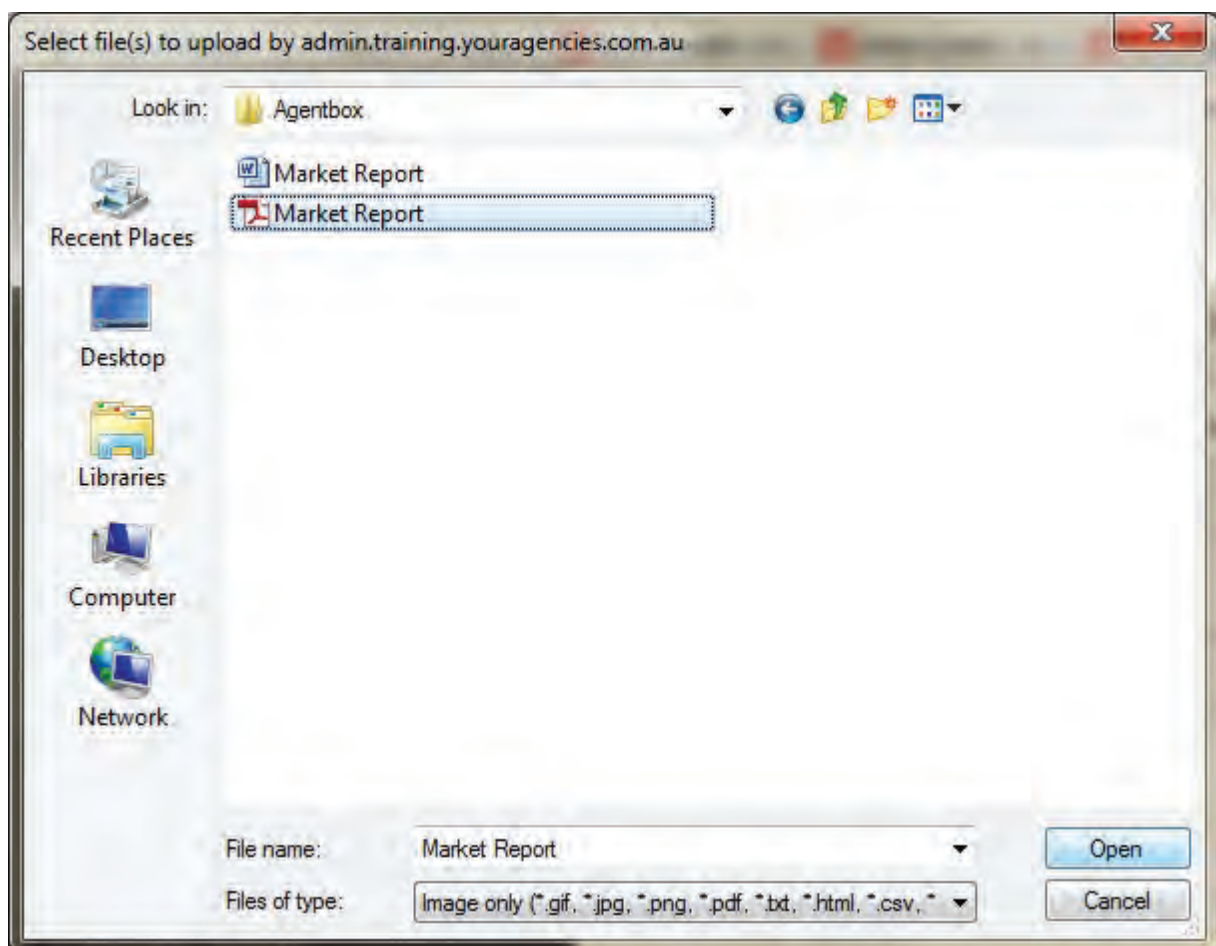 Select file(s) to upload by admin.training.youragencies.com.au
Look in: Agentbox
Market Report
Market Report
Recent Places
Desktop
Libraries
Computer
Network
File name: Market Report Open
Files of type: Image only (*.gif, *.jpg, *.png, *.pdf, *.txt, *.html, *.csv, * Cancel